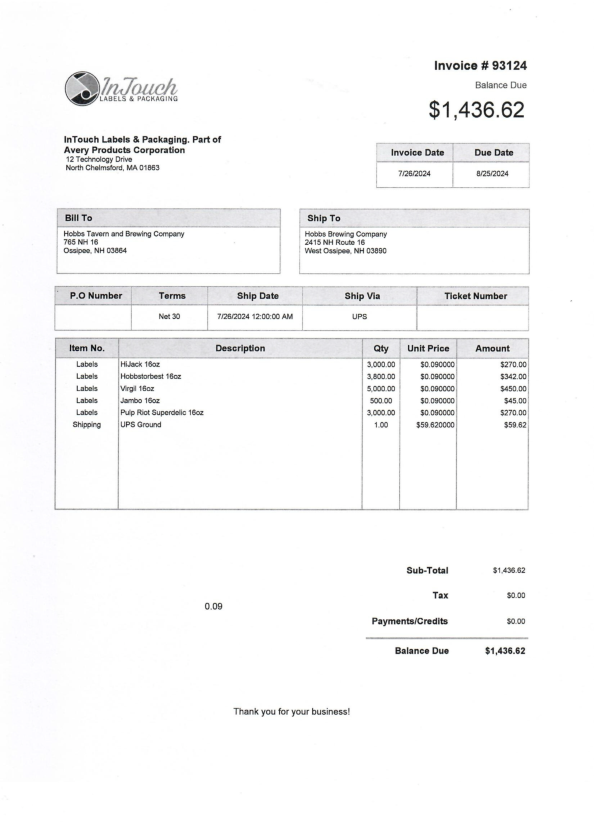 Invoice # 93124
Balance Due
$1,436.62
InTouch
LABELS & PACKAGING
InTouch Labels & Packaging. Part of
Avery Products Corporation
12 Technology Drive
North Chelmsford, MA 01863
Invoice Date Due Date
7/26/2024 8/25/2024
Bill To
Hobbs Tavern and Brewing Company
765 NH 16
Ossipee, NH 03864
Ship To
Hobbs Brewing Company
2415 NH Route 16
West Ossipee, NH 03890
P.O Number Terms Ship Date Ship Via Ticket Number
Net 30 7/26/2024 12:00:00 AM UPS
Item No. Description Qty Unit Price Amount
Labels HiJack 16oz 3,000.00 $0.090000 $270.00
Labels Hobbstorbest 16oz 3,800.00 $0.090000 $342.00
Labels Virgil 16oz 5,000.00 $0.090000 $450.00
Labels Jambo 16oz 500.00 $0.090000 $45.00
Labels Pulp Riot Superdelic 16oz 3,000.00 $0.090000 $270.00
Shipping UPS Ground 1.00 $59.620000 $59.62
Sub-Total $1,436.62
Tax $0.00
0.09
Payments/Credits $0.00
Balance Due $1,436.62
Thank you for your business!